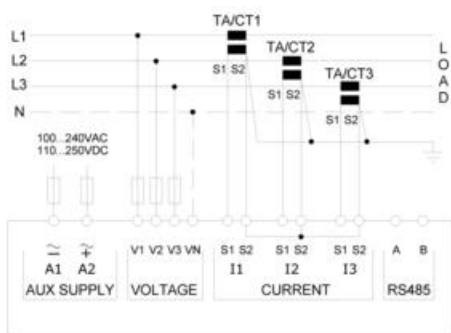 TA/CT1
L1
L2 TA/CT2
S1 S2
L3 TA/CT3
S1 S2
N
S1 S2
LOAD
100...240VAC
110...250VDC
V1 V2 V3 VN S1 S2 S1 S2 S1 S2 A B
A1 A2 I1 I2 I3
AUX SUPPLY VOLTAGE CURRENT RS485